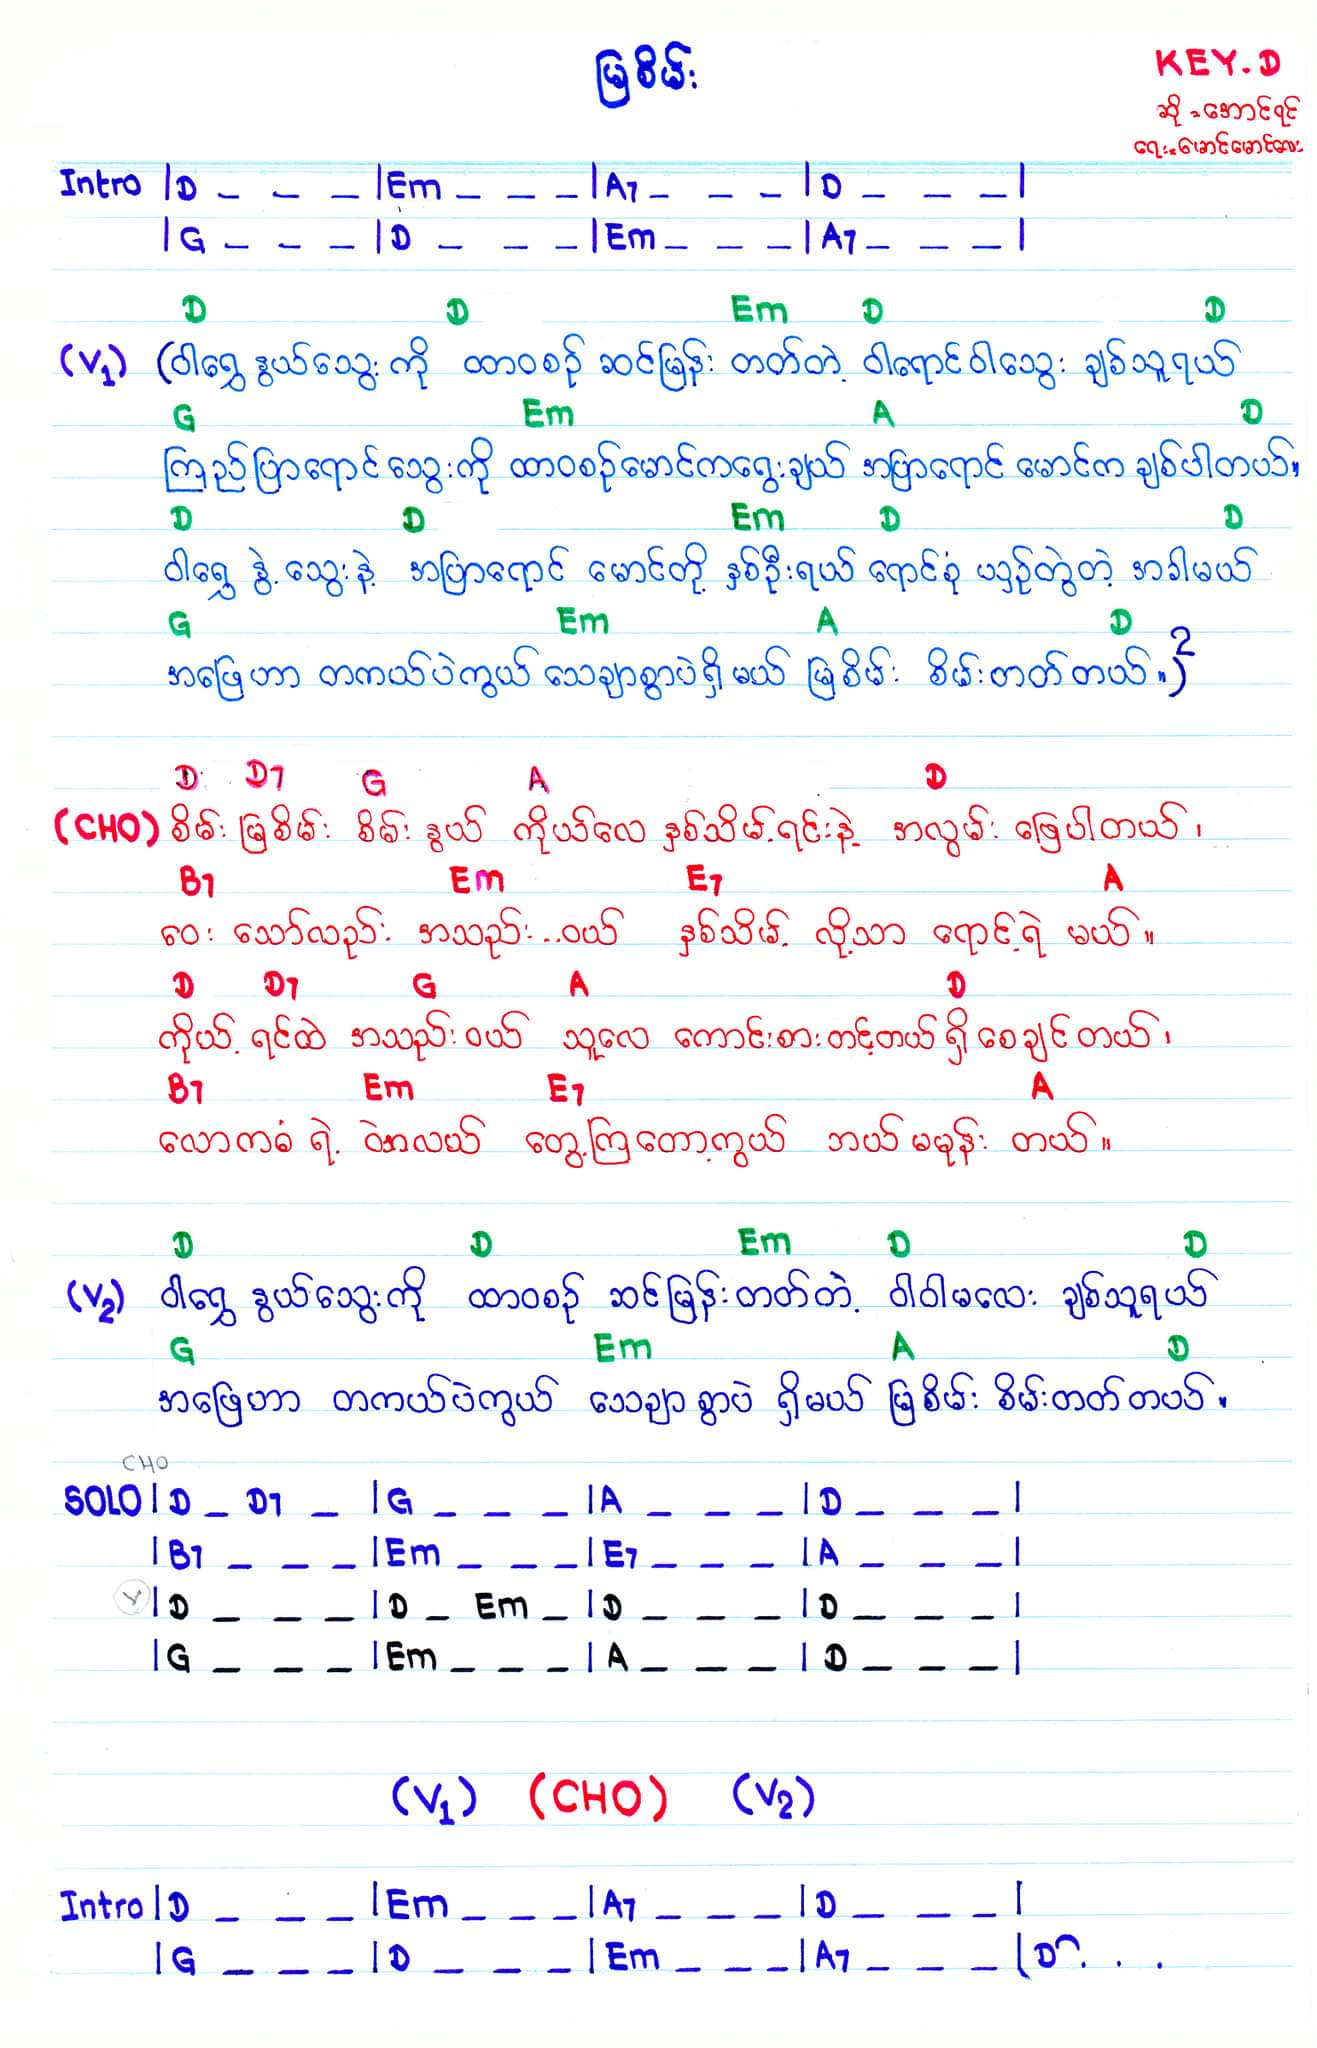 မြစိမ်း
KEY.D
ဆို - အောင်ရင်
ရေး - မောင်မောင်လေး
Intro |D _ _ _ |Em _ _ _ |A7 _ _ _ |D _ _ _ |
|G _ _ _ |D _ _ _ |Em _ _ _ |A7 _ _ _ |
D D Em D D
(V1) (ဝါရွှေ နွယ်သွေး ကို ထာဝစဉ် ဆင်မြန်း တတ်တဲ့ ဝါရောင်ဝါသွေး ချစ်သူရယ်
G Em A D
ကြည်ပြာရောင်သွေးကို ထာဝစဉ်မောင်ကရွေးချယ် အပြာရောင် မောင်က ချစ်ပါတယ်။
D D Em D D
ဝါရွှေ နွဲ့ သွေးနဲ့ အပြာရောင် မောင်တို့ နှစ်ဦးရယ် ရောင်စုံ ယှဉ်တွဲတဲ့ အခါမယ်
G Em A D
အဖြေဟာ တကယ်ပဲကွယ် သေချာစွာပဲရှိမယ် မြစိမ်း စိမ်းတတ်တယ်။)2
D D7 G A D
(CHO) စိမ်း မြစိမ်း စိမ်း နွယ် ကိုယ်လေ နှစ်သိမ့်ရင်းနဲ့ အလွမ်း ဖြေပါတယ်၊
B7 Em E7 A
ဝေး သော်လည်း အသည်း..ဝယ် နှစ်သိမ့် လို့သာ ရောင့်ရဲ မယ်။
D D7 G A D
ကိုယ့် ရင်ထဲ အသည်းဝယ် သူလေ ကောင်းစားတင့်တယ် ရှိစေချင်တယ်၊
B7 Em E7 A
လောကဓံ ရဲ့ ဝဲအလယ် တွေ့ကြတော့ကွယ် ဘယ်မမုန်း တယ်။
D D Em D D
(V2) ဝါရွှေ နွယ်သွေးကို ထာဝစဉ် ဆင်မြန်းတတ်တဲ့ ဝါဝါမလေး ချစ်သူရယ်
G Em A D
အဖြေဟာ တကယ်ပဲကွယ် သေချာစွာပဲ ရှိမယ် မြစိမ်း စိမ်းတတ်တယ်။
CHO
SOLO |D _ D7 _ |G _ _ _ |A _ _ _ |D _ _ _ |
|B7 _ _ _ |Em _ _ _ |E7 _ _ _ |A _ _ _ |
V |D _ _ _ |D _ Em _ |D _ _ _ |D _ _ _ |
|G _ _ _ |Em _ _ _ |A _ _ _ |D _ _ _ |
(V1) (CHO) (V2)
Intro |D _ _ _ |Em _ _ _ |A7 _ _ _ |D _ _ _ |
|G _ _ _ |D _ _ _ |Em _ _ _ |A7 _ _ _ |D . . .